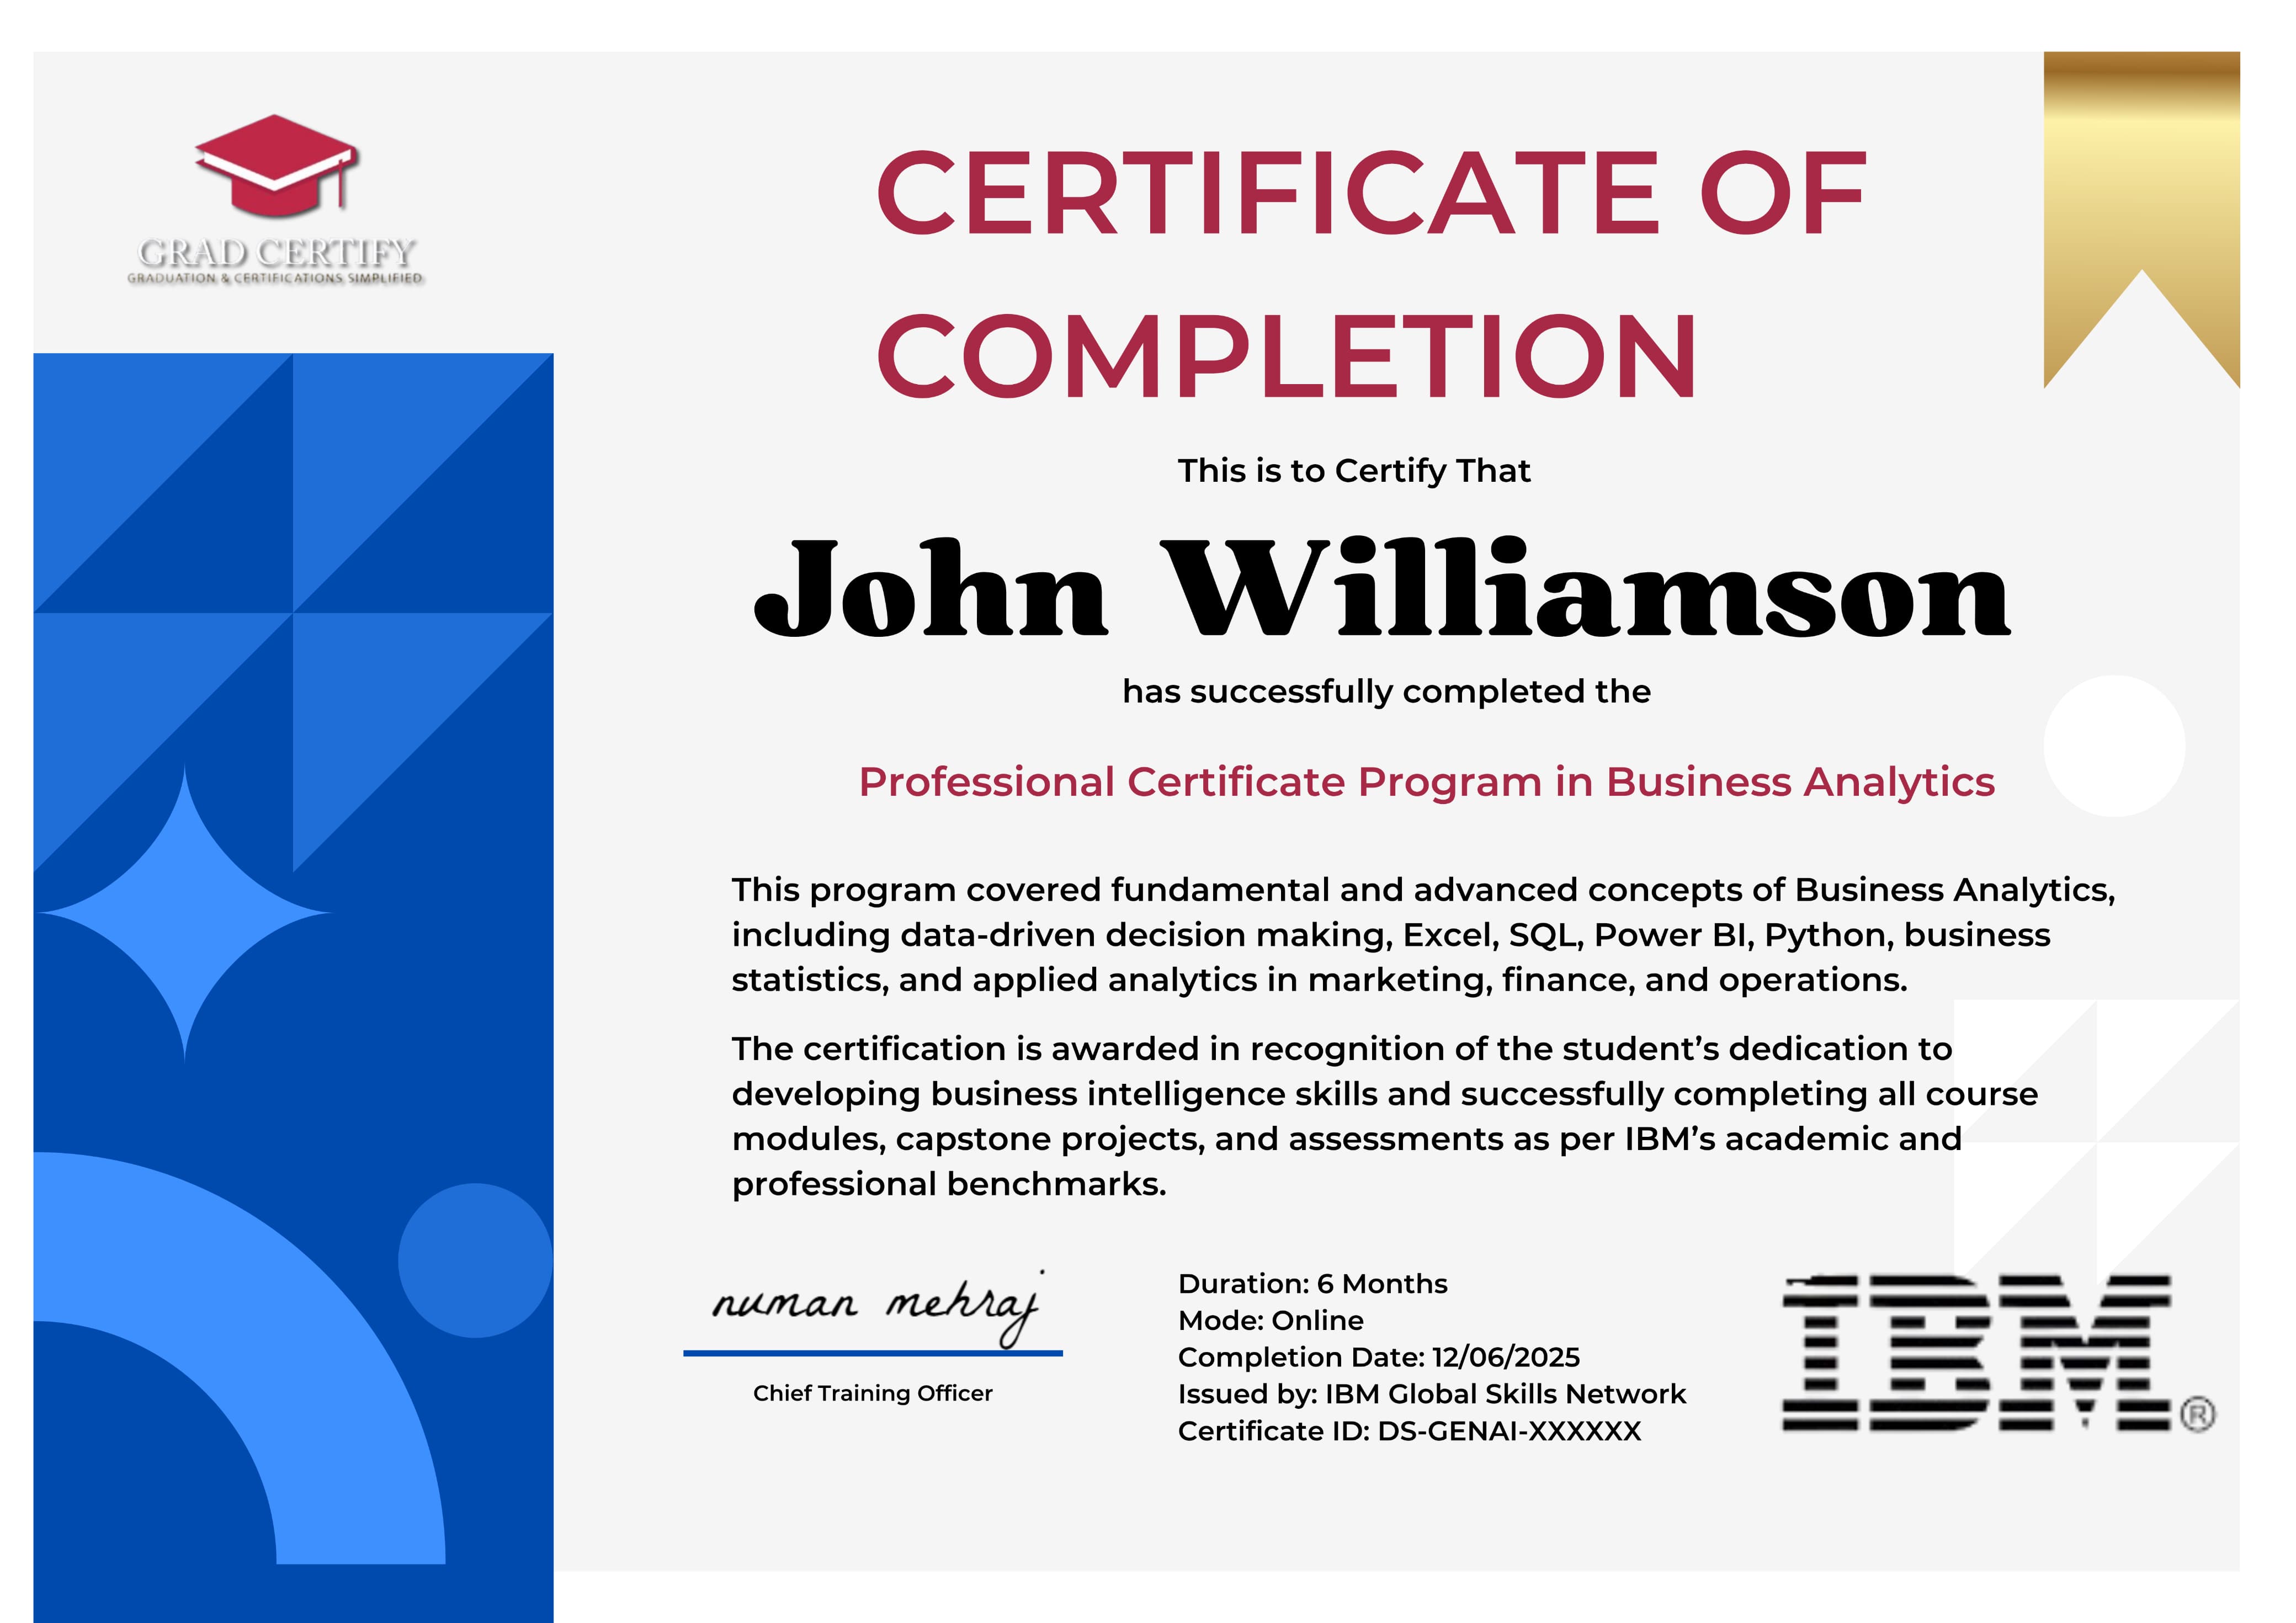 GRAD CERTIFY
GRADUATION & CERTIFICATIONS SIMPLIFIED
CERTIFICATE OF
COMPLETION
This is to Certify That
John Williamson
has successfully completed the
Professional Certificate Program in Business Analytics
This program covered fundamental and advanced concepts of Business Analytics,
including data-driven decision making, Excel, SQL, Power BI, Python, business
statistics, and applied analytics in marketing, finance, and operations.
The certification is awarded in recognition of the student’s dedication to
developing business intelligence skills and successfully completing all course
modules, capstone projects, and assessments as per IBM’s academic and
professional benchmarks.
numan mehraj
Chief Training Officer
Duration: 6 Months
Mode: Online
Completion Date: 12/06/2025
Issued by: IBM Global Skills Network
Certificate ID: DS-GENAI-XXXXXX
IBM®